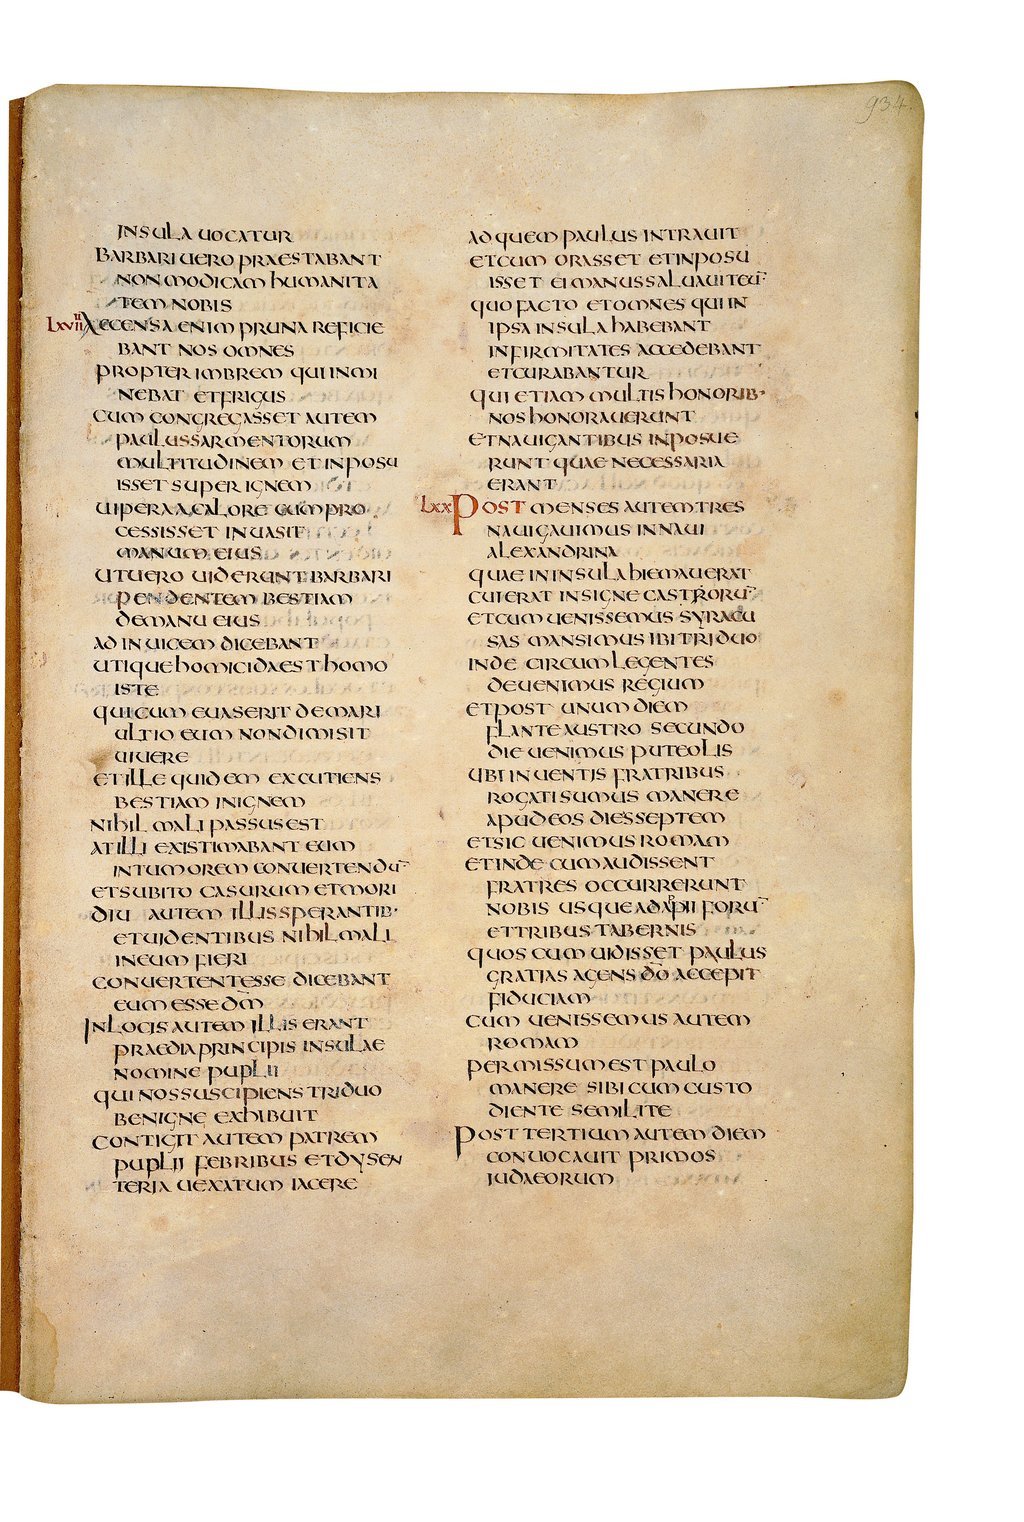 934.
INSULA UOCATUR
BARBARI UERO PRAESTABANT
NON MODICAM HUMANITA
TEM NOBIS
LXVIIII ACCENSA ENIM PRUNA REFICIE
BANT NOS OMNES
PROPTER IMBREM QUI INMI
NEBAT ET FRIGUS
CUM CONGREGASSET AUTEM
PAULUS SARMENTORUM
MULTITUDINEM ET INPOSU
ISSET SUPER IGNEM
UIPERA A CALORE CUM PRO
CESSISSET INUASIT
MANUM EIUS
UT UERO UIDERUNT BARBARI
PENDENTEM BESTIAM
DE MANU EIUS
AD INUICEM DICEBANT
UTIQUE HOMICIDA EST HOMO
ISTE
QUI CUM EUASERIT DE MARI
ULTIO EUM NON DIMISIT
UIUERE
ET ILLE QUIDEM EXCUTIENS
BESTIAM IN IGNEM
NIHIL MALI PASSUS EST
AT ILLI EXISTIMABANT EUM
IN TUMOREM CONUERTENDŪ
ET SUBITO CASURUM ET MORI
DIU AUTEM ILLIS SPERANTIB·
ET UIDENTIBUS NIHIL MALI
IN EUM FIERI
CONUERTENTES SE DICEBANT
EUM ESSE DM̄
IN LOCIS AUTEM ILLIS ERANT
PRAEDIA PRINCIPIS INSULAE
NOMINE PUPLII
QUI NOS SUSCIPIENS TRIDUO
BENIGNE EXHIBUIT
CONTIGIT AUTEM PATREM
PUPLII FEBRIBUS ET DYSEN
TERIA UEXATUM IACERE
AD QUEM PAULUS INTRAUIT
ET CUM ORASSET ET INPOSU
ISSET EI MANUS SALUAUIT EŪ
QUO FACTO ET OMNES QUI IN
IPSA INSULA HABEBANT
INFIRMITATES ACCEDEBANT
ET CURABANTUR
QUI ETIAM MULTIS HONORIB·
NOS HONORAUERUNT
ET NAUIGANTIBUS INPOSUE
RUNT QUAE NECESSARIA
ERANT
LXX POST MENSES AUTEM TRES
NAUIGAUIMUS IN NAUI
ALEXANDRINA
QUAE IN INSULA HIEMAUERAT
CUI ERAT INSIGNE CASTRORŪ
ET CUM UENISSEMUS SYRACU
SAS MANSIMUS IBI TRIDUO
INDE CIRCUMLEGENTES
DEUENIMUS REGIUM
ET POST UNUM DIEM
FLANTE AUSTRO SECUNDO
DIE UENIMUS PUTEOLIS
UBI INUENTIS FRATRIBUS
ROGATI SUMUS MANERE
APUD EOS DIES SEPTEM
ET SIC UENIMUS ROMAM
ET INDE CUM AUDISSENT
FRATRES OCCURRERUNT
NOBIS USQUE AD APPII FORŪ
ET TRIBUS TABERNIS
QUOS CUM UIDISSET PAULUS
GRATIAS AGENS DŌ ACCEPIT
FIDUCIAM
CUM UENISSEMUS AUTEM
ROMAM
PERMISSUM EST PAULO
MANERE SIBI CUM CUSTO
DIENTE SE MILITE
POST TERTIUM AUTEM DIEM
CONUOCAUIT PRIMOS
IUDAEORUM